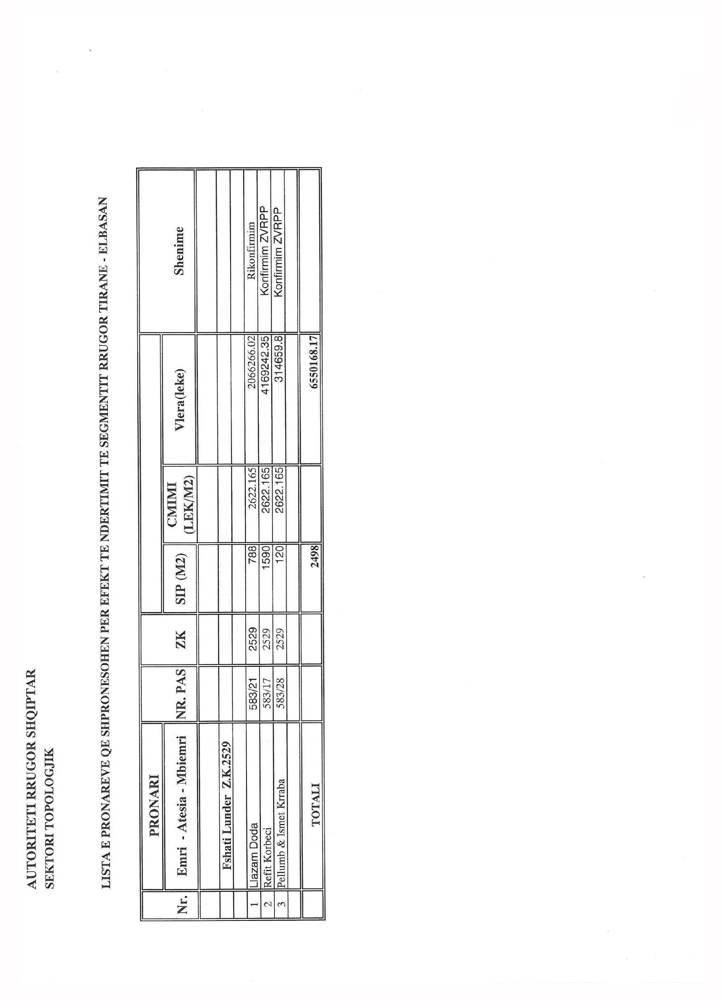 AUTORITETI RRUGOR SHQIPTAR
SEKTORI TOPOLOGJIK
LISTA E PRONAREVE QE SHPRONESOHEN PER EFEKT TE NDERTIMIT TE SEGMENTIT RRUGOR TIRANE - ELBASAN
PRONARI
Nr. Emri - Atesia - Mbiemri NR. PAS ZK SIP (M2) CMIMI (LEK/M2) Vlera(leke) Shenime
Fshati Lunder Z.K.2529
1 Llazam Doda 583/21 2529 788 2622.165 2066266.02 Rikonfirmim
2 Refit Korbeci 583/17 2529 1590 2622.165 4169242.35 Konfirmim ZVRPP
3 Pellumb & Ismet Krraba 583/28 2529 120 2622.165 314659.8 Konfirmim ZVRPP
TOTALI 2498 6550168.17